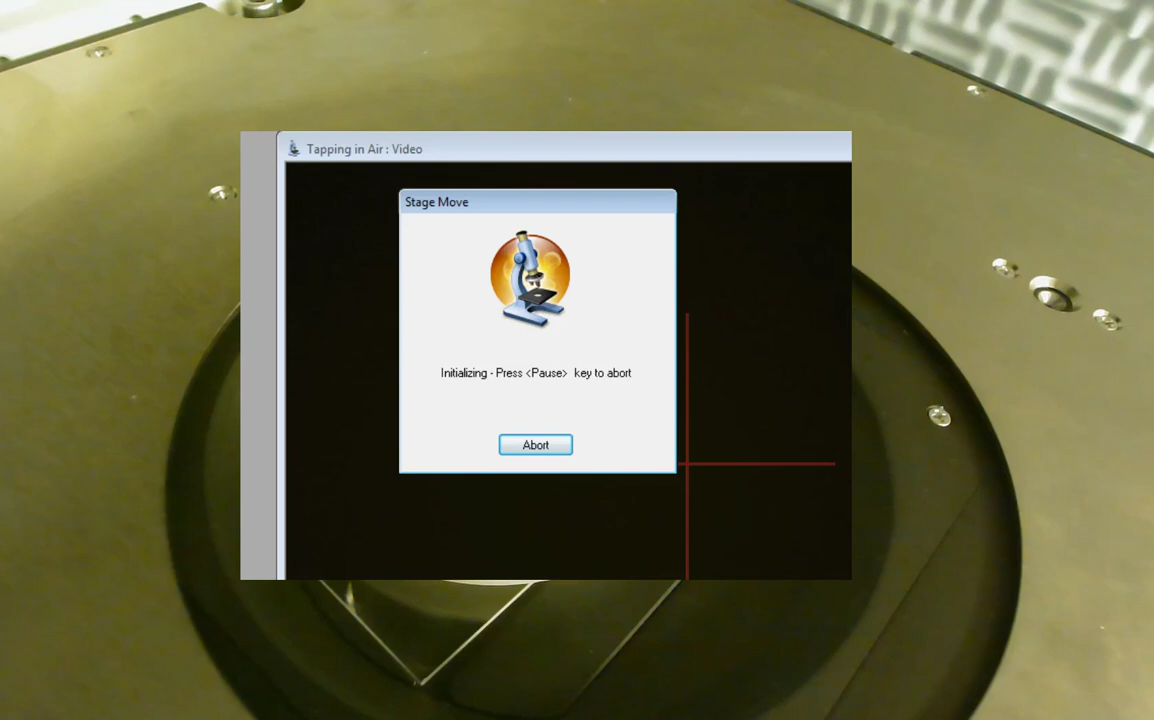 Tapping in Air : Video
Stage Move
Initializing - Press <Pause> key to abort
Abort